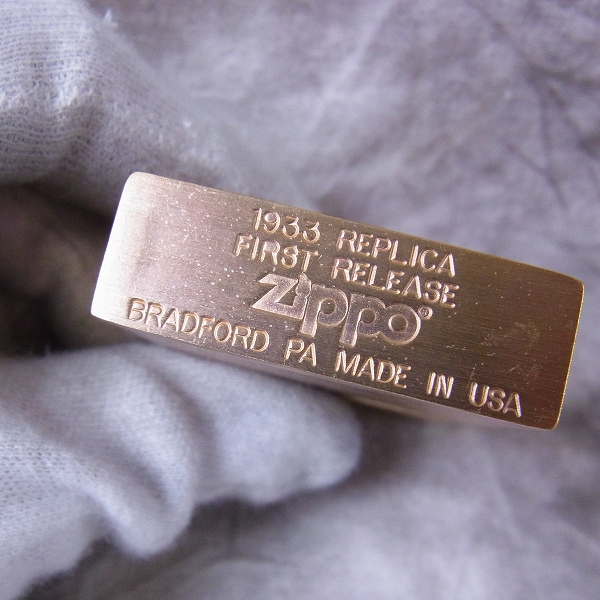 1933 REPLICA
FIRST RELEASE
Zippo®
BRADFORD PA MADE IN USA